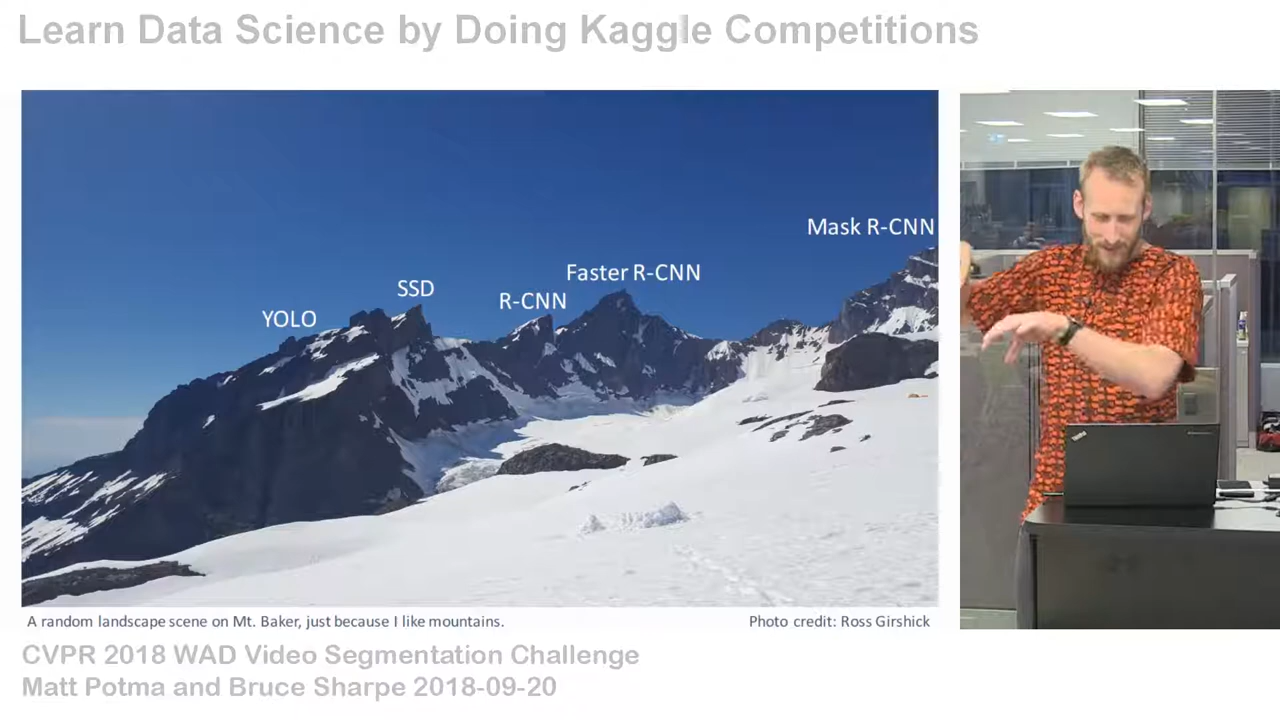 Learn Data Science by Doing Kaggle Competitions
Mask R-CNN
Faster R-CNN
SSD
R-CNN
YOLO
A random landscape scene on Mt. Baker, just because I like mountains.
Photo credit: Ross Girshick
CVPR 2018 WAD Video Segmentation Challenge
Matt Potma and Bruce Sharpe 2018-09-20